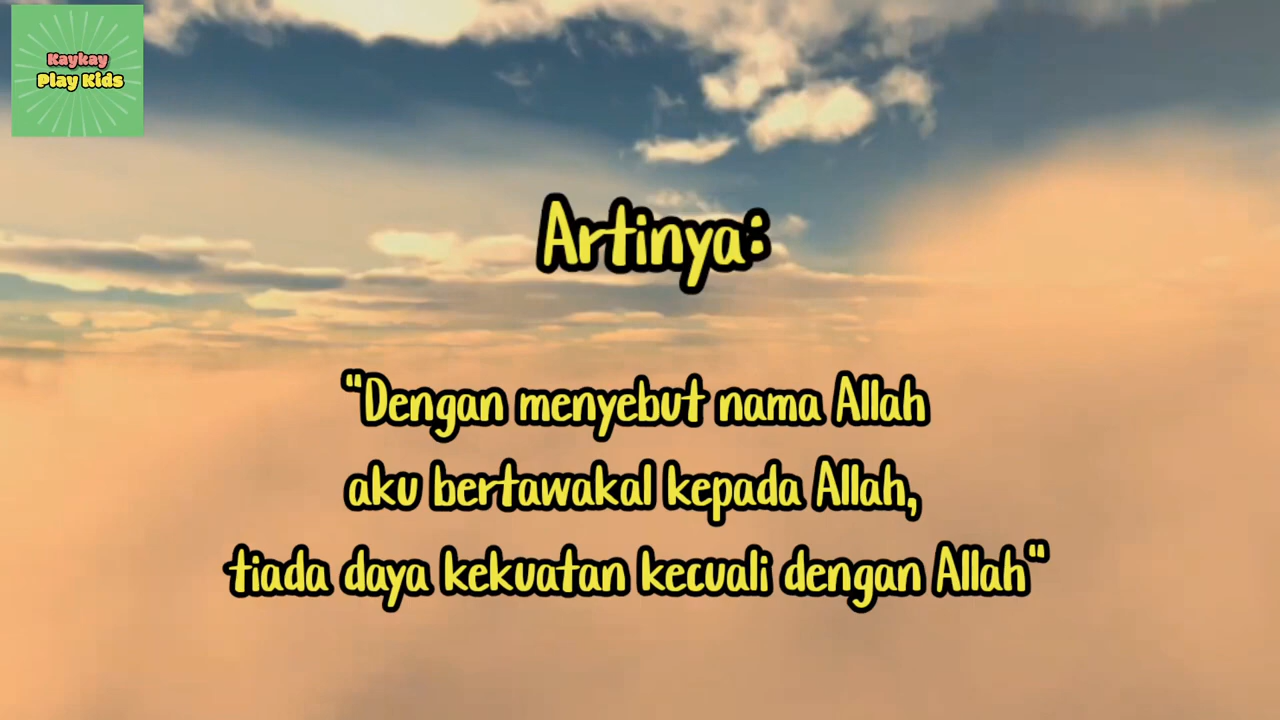 Kaykay
Play Kids
Artinya:
"Dengan menyebut nama Allah
aku bertawakal kepada Allah,
tiada daya kekuatan kecuali dengan Allah"